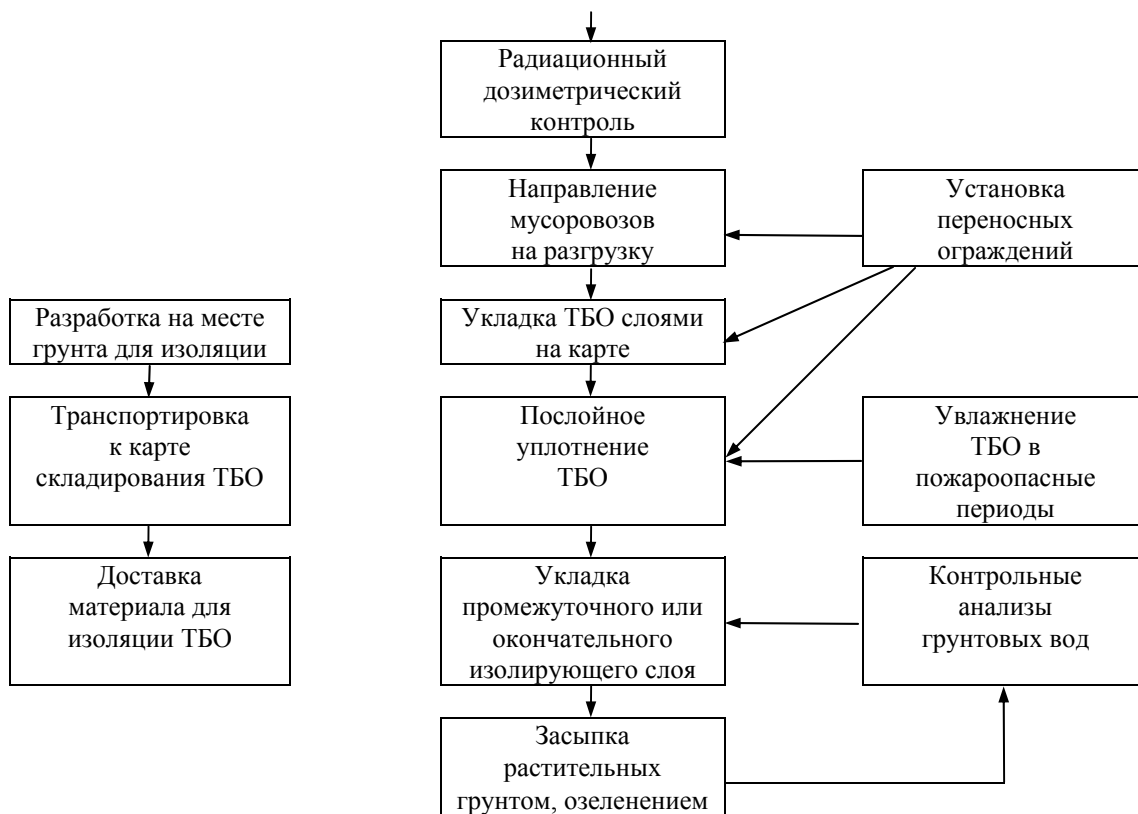 Радиационный
дозиметрический
контроль
Направление
мусоровозов
на разгрузку
Установка
переносных
ограждений
Разработка на месте
грунта для изоляции
Укладка ТБО слоями
на карте
Транспортировка
к карте
складирования ТБО
Послойное
уплотнение
ТБО
Увлажнение
ТБО в
пожароопасные
периоды
Доставка
материала для
изоляции ТБО
Укладка
промежуточного или
окончательного
изолирующего слоя
Контрольные
анализы
грунтовых вод
Засыпка
растительных
грунтом, озеленением